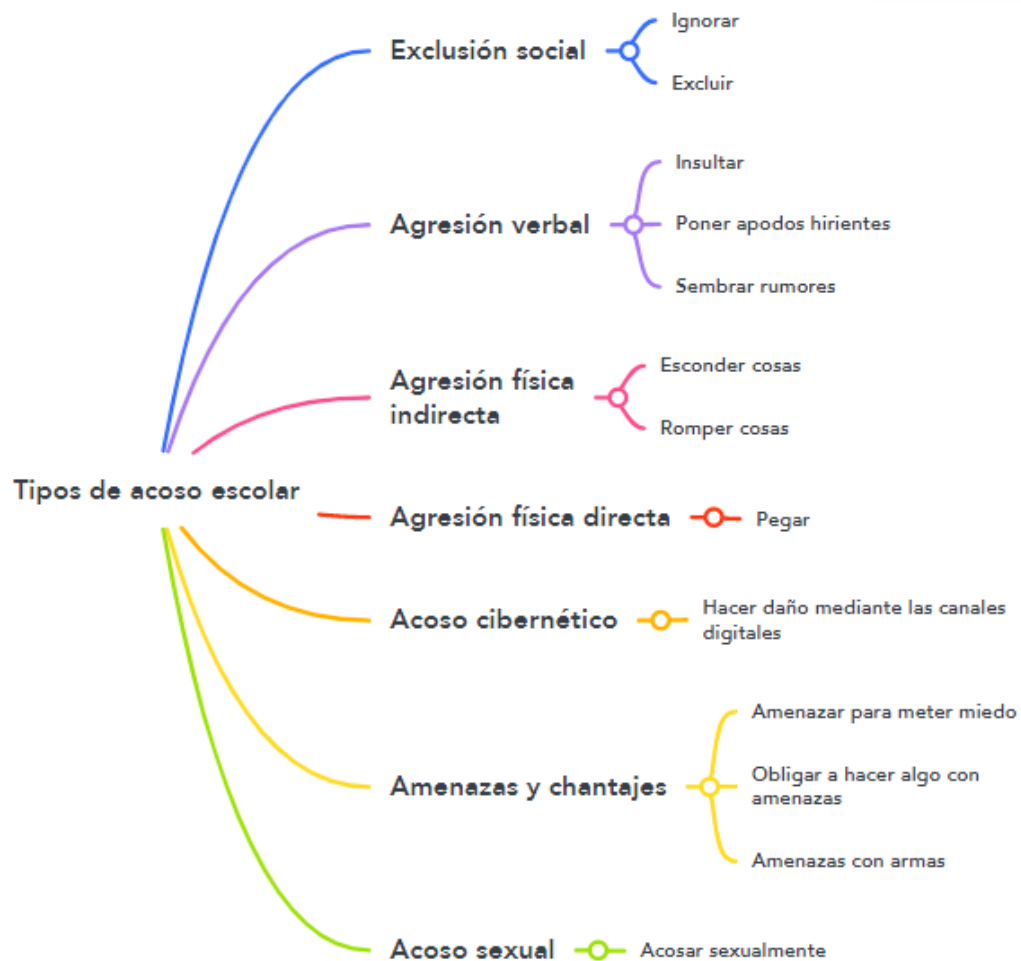 Ignorar
Exclusión social
Excluir
Insultar
Agresión verbal
Poner apodos hirientes
Sembrar rumores
Esconder cosas
Agresión física
indirecta
Romper cosas
Tipos de acoso escolar
Agresión física directa
Pegar
Acoso cibernético
Hacer daño mediante las canales
digitales
Amenazar para meter miedo
Amenazas y chantajes
Obligar a hacer algo con
amenazas
Amenazas con armas
Acoso sexual
Acosar sexualmente